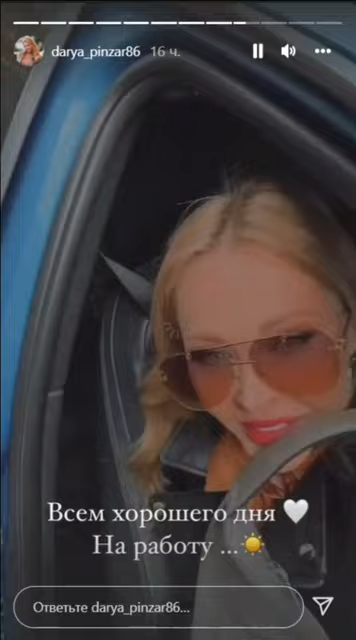 darya_pinzar86 16 ч.
Всем хорошего дня 🤍
На работу ...☀️
Ответьте darya_pinzar86...